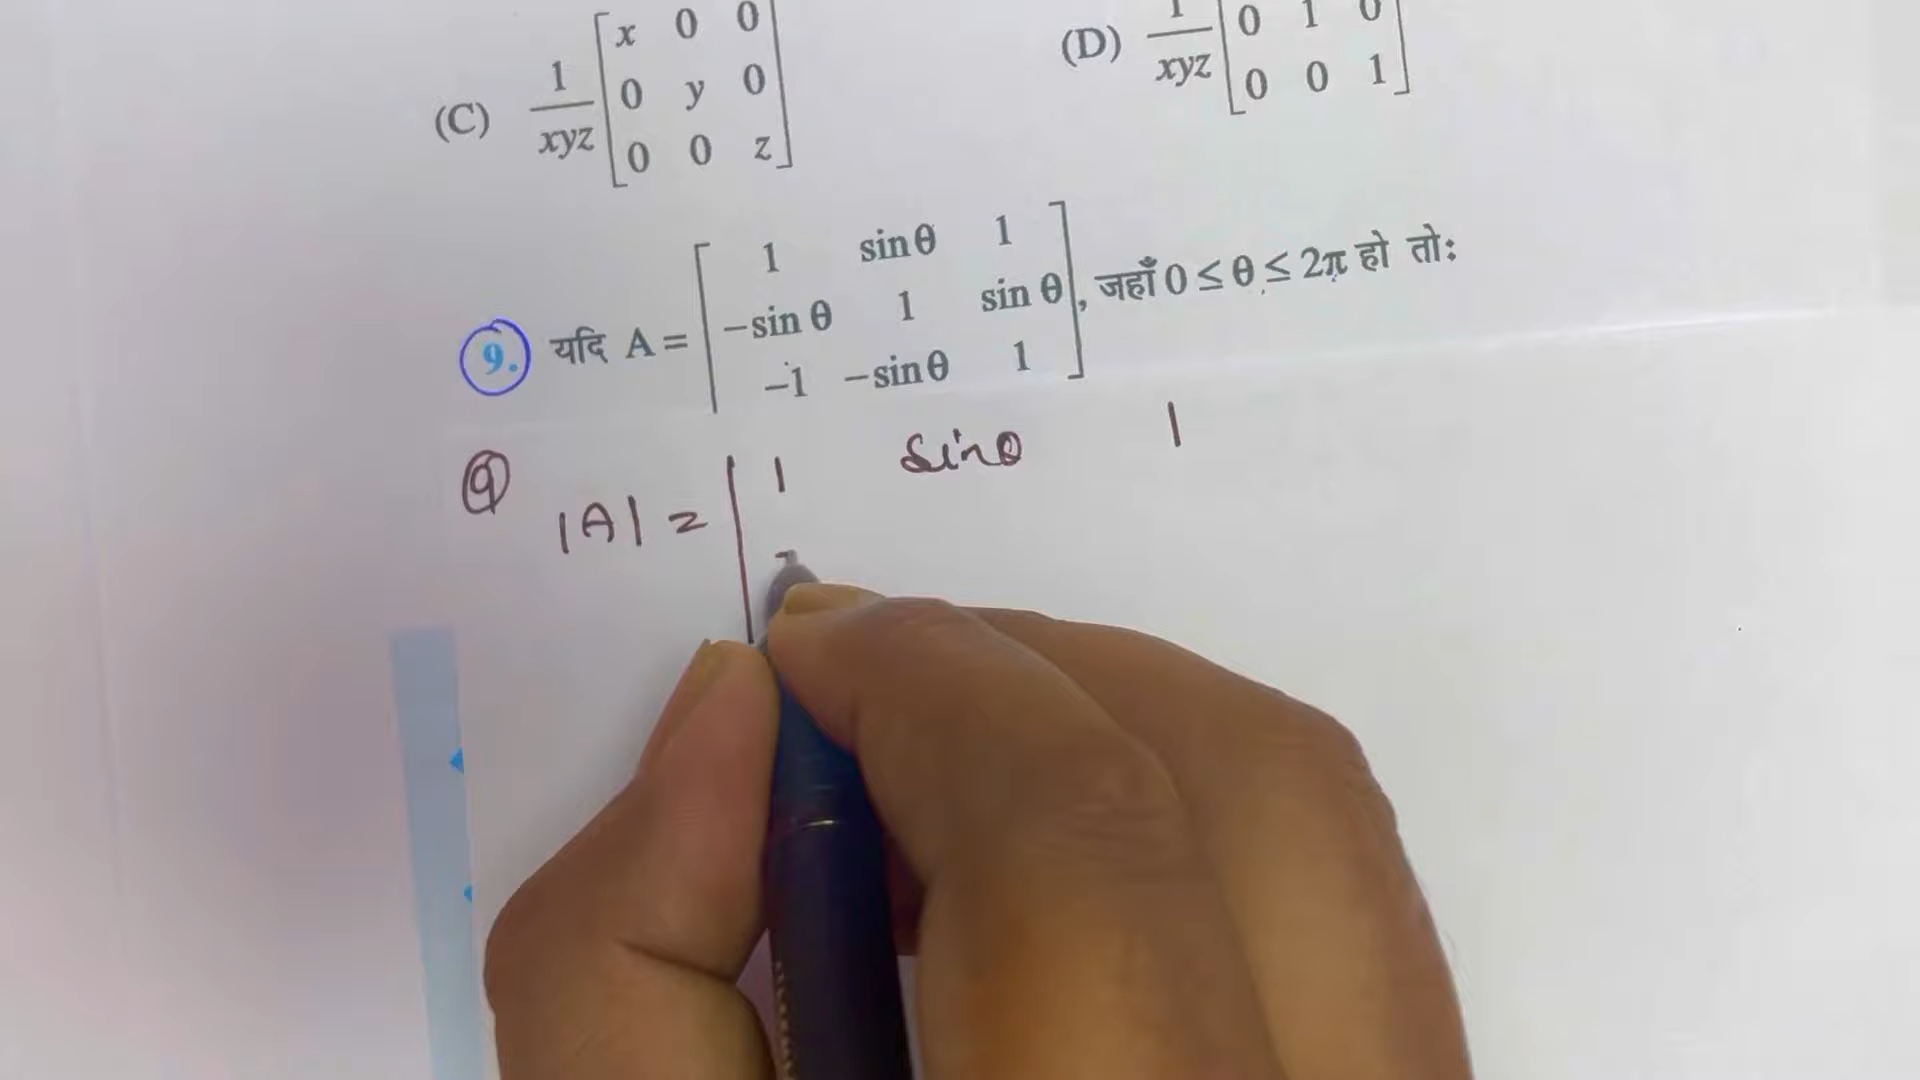 (C) 1/xyz [x 0 0
0 y 0
0 0 z]
(D) 1/xyz [0 1 0
0 0 1]
9. यदि A = [1 sinθ 1
-sin θ 1 sin θ
-1 -sinθ 1], जहाँ 0 ≤ θ ≤ 2π हो तो:
9 |A| = | 1 sinθ 1
-